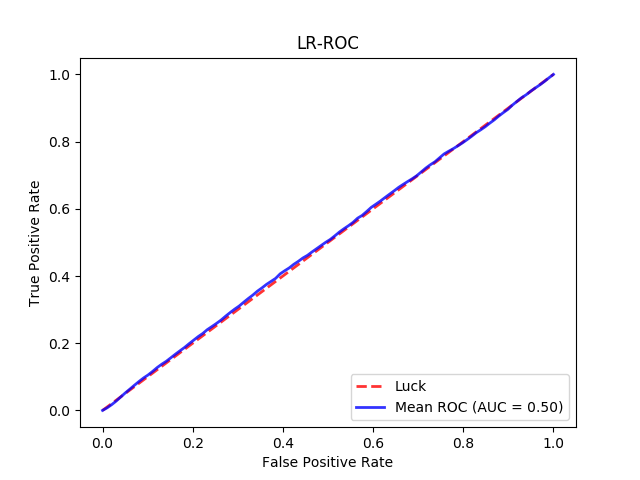 LR-ROC
1.0
0.8
0.6
0.4
0.2
0.0
True Positive Rate
Luck
Mean ROC (AUC = 0.50)
0.0 0.2 0.4 0.6 0.8 1.0
False Positive Rate